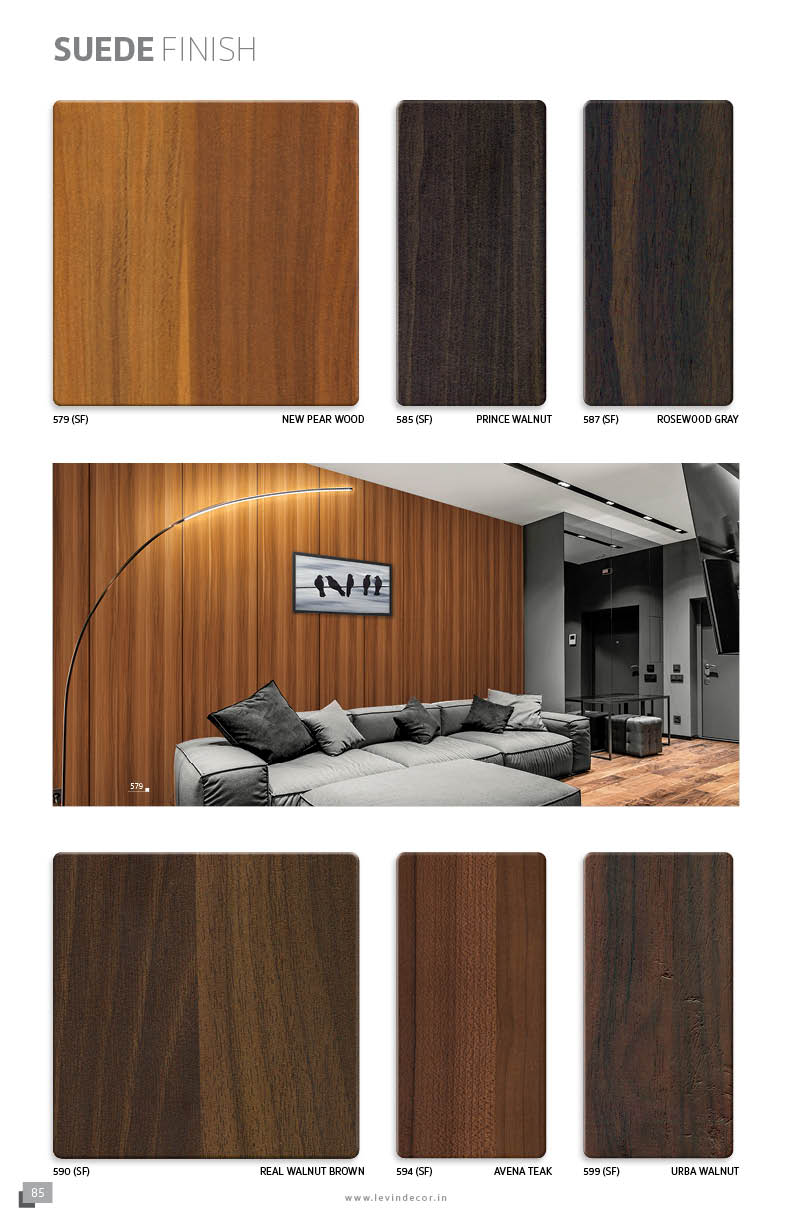 SUEDE FINISH
579 (SF) NEW PEAR WOOD
585 (SF) PRINCE WALNUT
587 (SF) ROSEWOOD GRAY
579
590 (SF) REAL WALNUT BROWN
594 (SF) AVENA TEAK
599 (SF) URBA WALNUT
85
www.levindecor.in